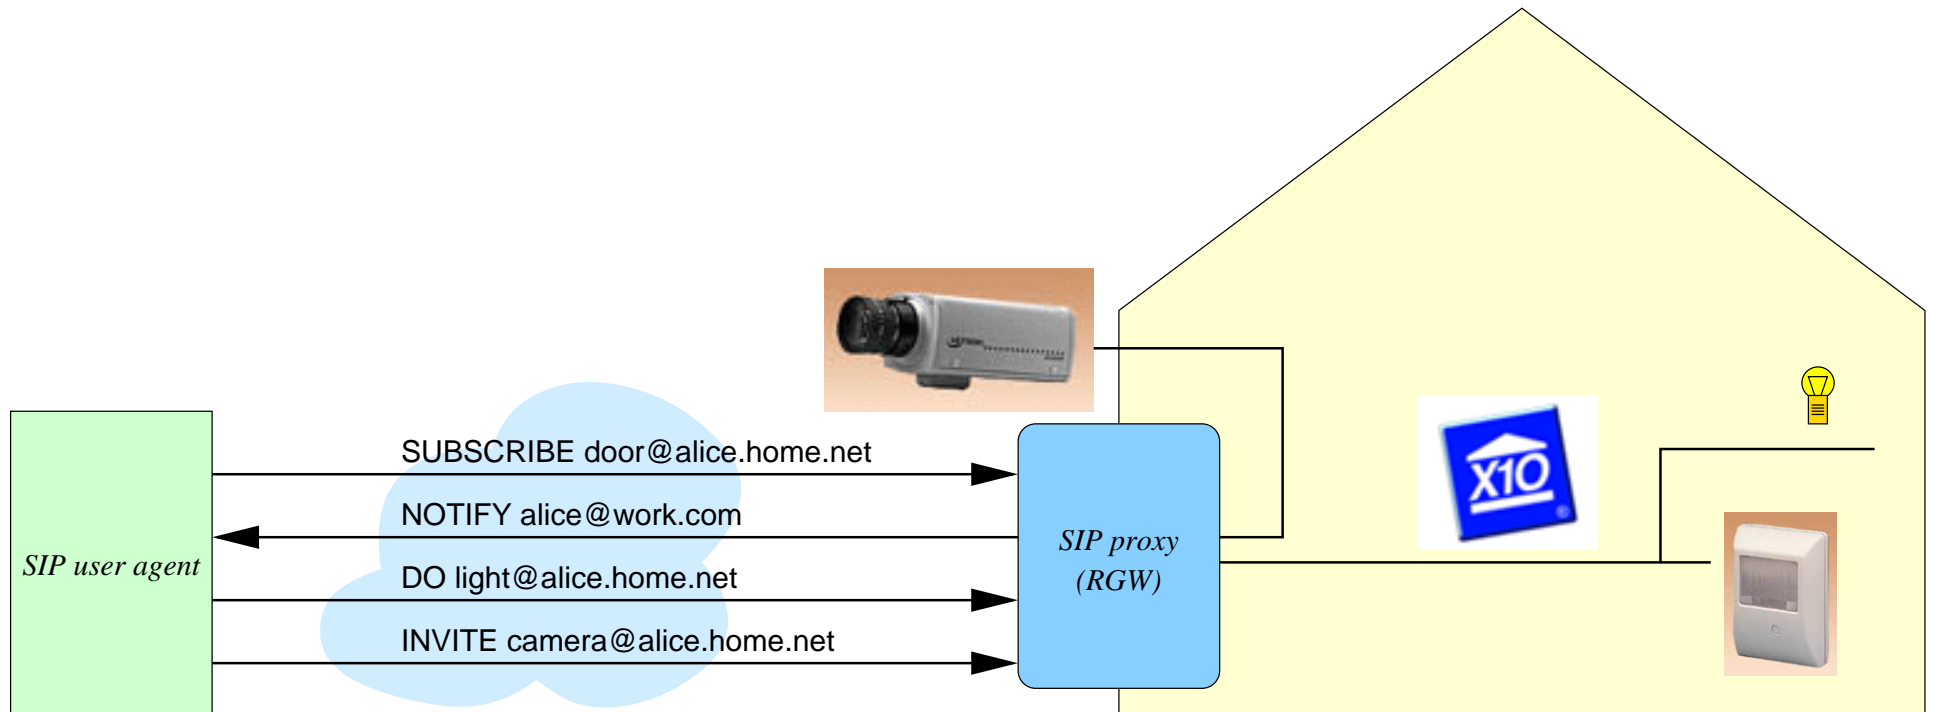 SUBSCRIBE door@alice.home.net
NOTIFY alice@work.com
DO light@alice.home.net
INVITE camera@alice.home.net
SIP user agent
SIP proxy
(RGW)
X10
®